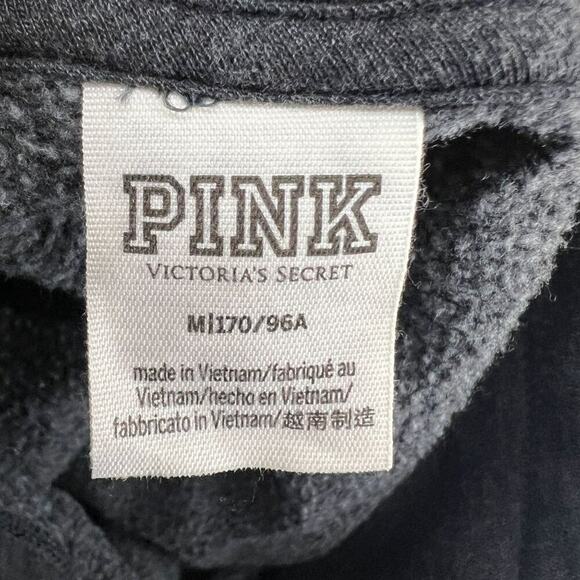 PINK
VICTORIA'S SECRET
M|170/96A
made in Vietnam/fabriqué au
Vietnam/hecho en Vietnam/
fabbricato in Vietnam/越南制造